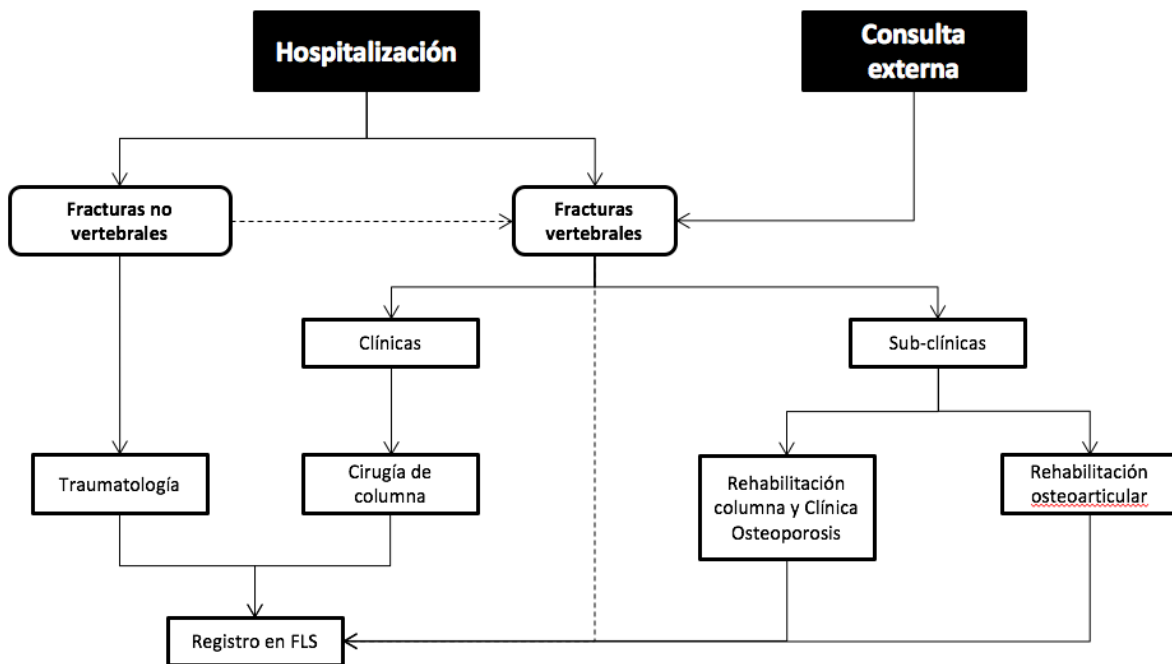 Hospitalización
Consulta
externa
Fracturas no
vertebrales
Fracturas
vertebrales
Clínicas
Sub-clínicas
Traumatología
Cirugía de
columna
Rehabilitación
columna y Clínica
Osteoporosis
Rehabilitación
osteoarticular
Registro en FLS